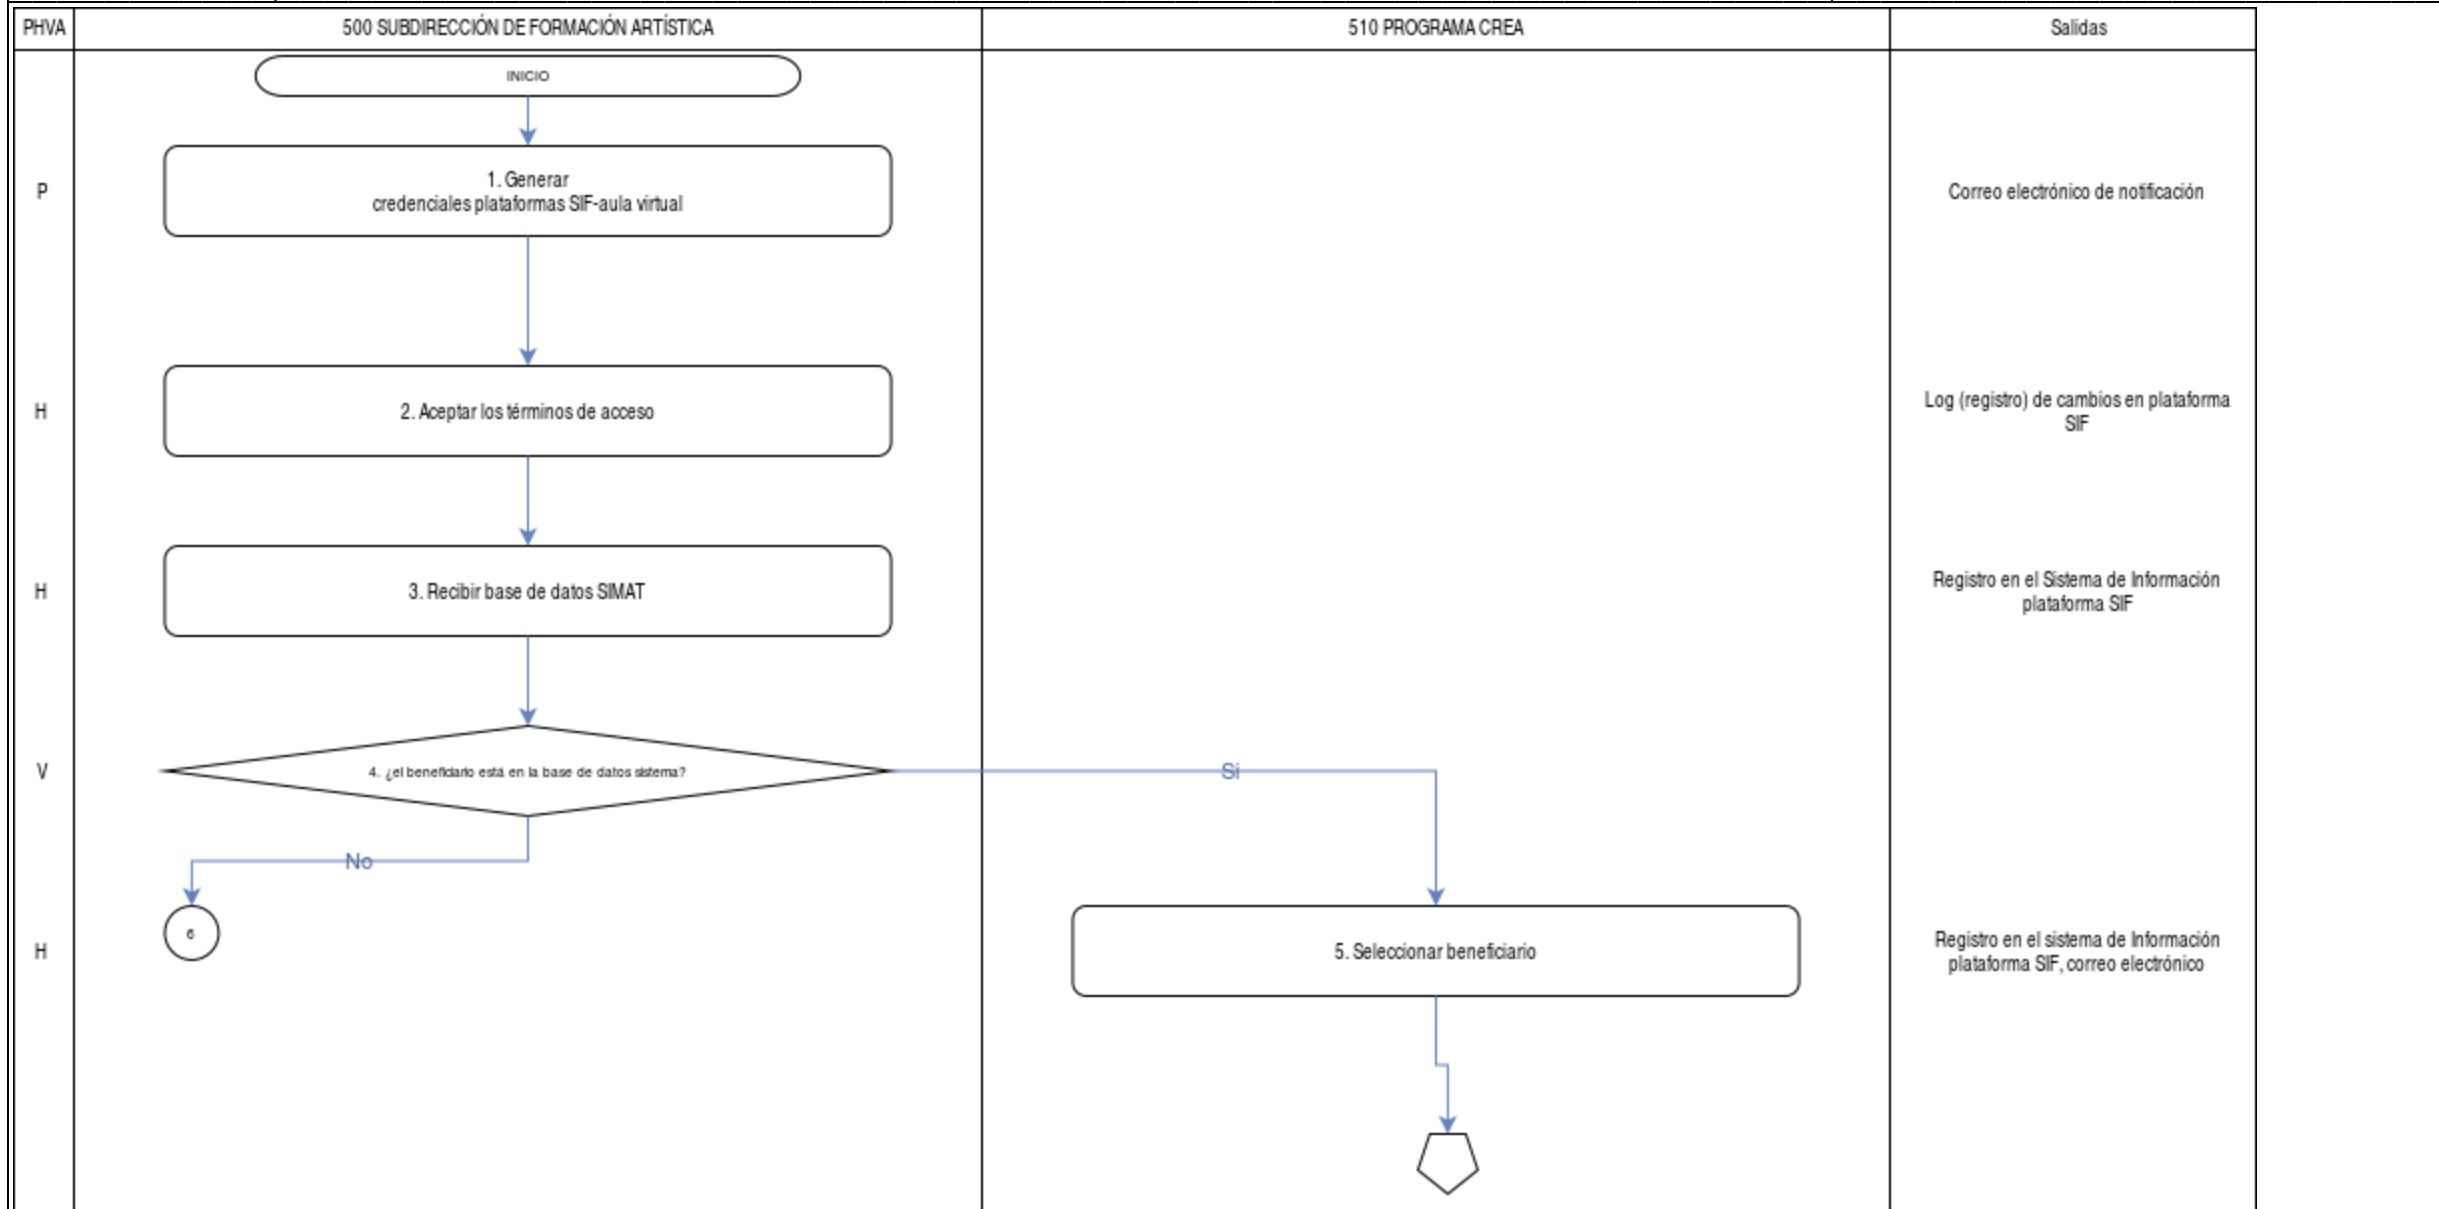 PHVA
500 SUBDIRECCIÓN DE FORMACIÓN ARTÍSTICA
510 PROGRAMA CREA
Salidas
INICIO
P
1. Generar
credenciales plataformas SIF-aula virtual
Correo electrónico de notificación
H
2. Aceptar los términos de acceso
Log (registro) de cambios en plataforma
SIF
H
3. Recibir base de datos SIMAT
Registro en el Sistema de Información
plataforma SIF
V
4. ¿el beneficiario está en la base de datos sistema?
Si
No
6
H
5. Seleccionar beneficiario
Registro en el sistema de Información
plataforma SIF, correo electrónico